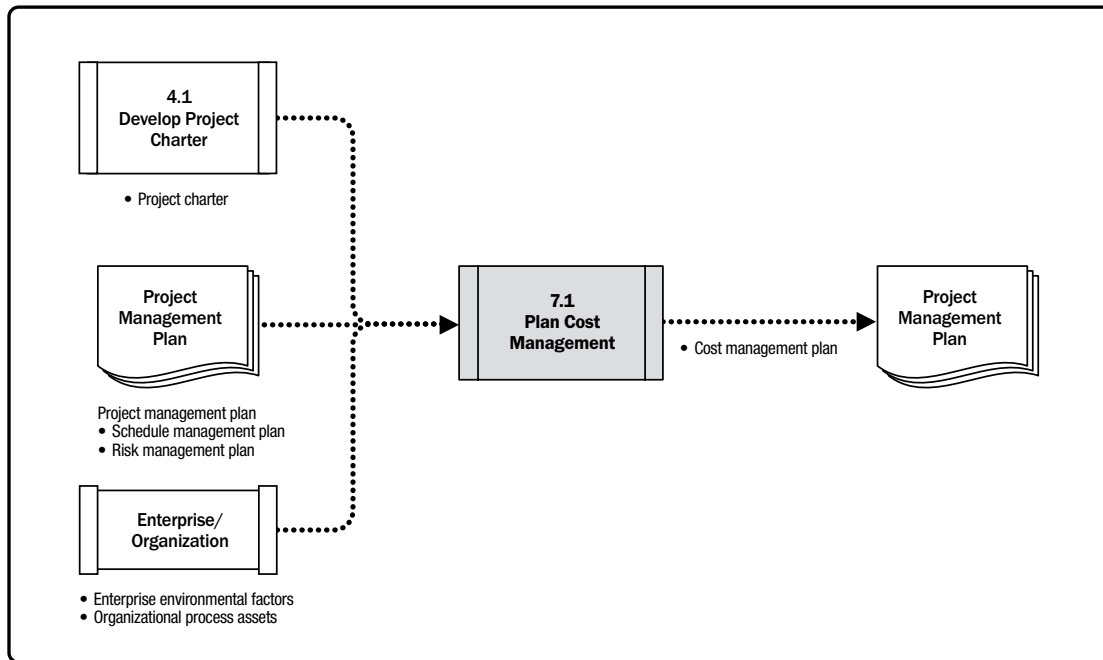 4.1
Develop Project
Charter
• Project charter
Project
Management
Plan
Project management plan
• Schedule management plan
• Risk management plan
Enterprise/
Organization
• Enterprise environmental factors
• Organizational process assets
7.1
Plan Cost
Management
• Cost management plan
Project
Management
Plan